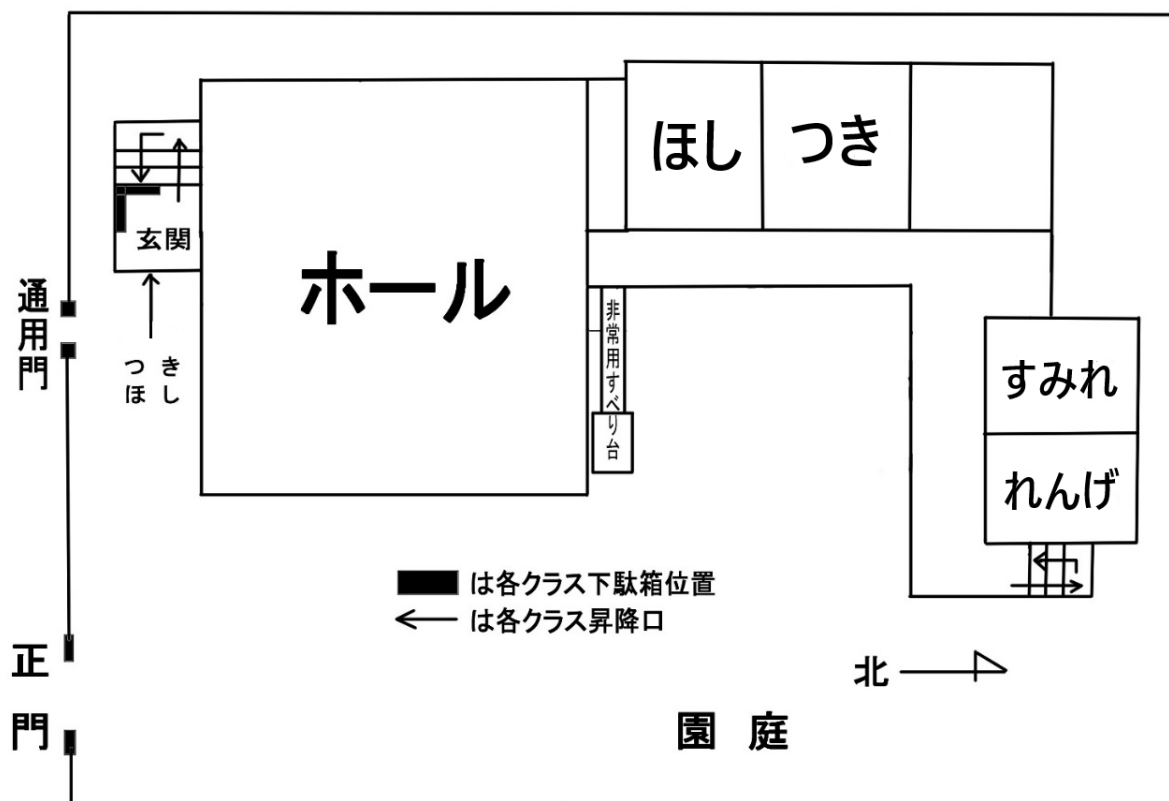 ほし
つき
玄関
ホール
通用門
つき
ほし
非常用すべり台
すみれ
れんげ
は各クラス下駄箱位置
は各クラス昇降口
正門
北
園庭